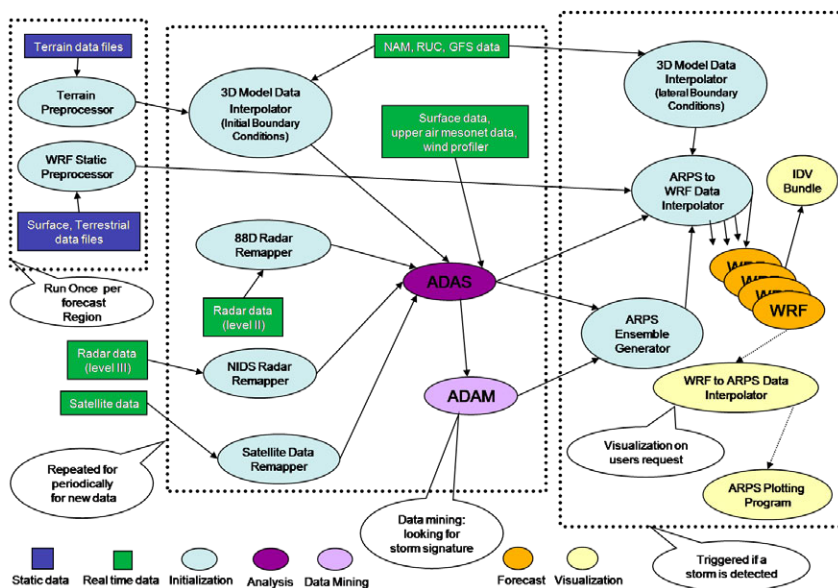 Terrain data files
Terrain
Preprocessor
WRF Static
Preprocessor
Surface, Terrestrial
data files
Run Once per
forecast
Region
NAM, RUC, GFS data
3D Model Data
Interpolator
(Initial Boundary
Conditions)
Surface data,
upper air mesonet data,
wind profiler
88D Radar
Remapper
Radar data
(level II)
Radar data
(level III)
NIDS Radar
Remapper
Satellite data
Satellite Data
Remapper
Repeated for
periodically
for new data
ADAS
ADAM
Data mining:
looking for
storm signature
3D Model Data
Interpolator
(lateral Boundary
Conditions)
ARPS to
WRF Data
Interpolator
IDV
Bundle
WRF
WRF
WRF
WRF
ARPS
Ensemble
Generator
WRF to ARPS Data
Interpolator
Visualization on
users request
ARPS Plotting
Program
Triggered if a
storm is detected
Static data
Real time data
Initialization
Analysis
Data Mining
Forecast
Visualization